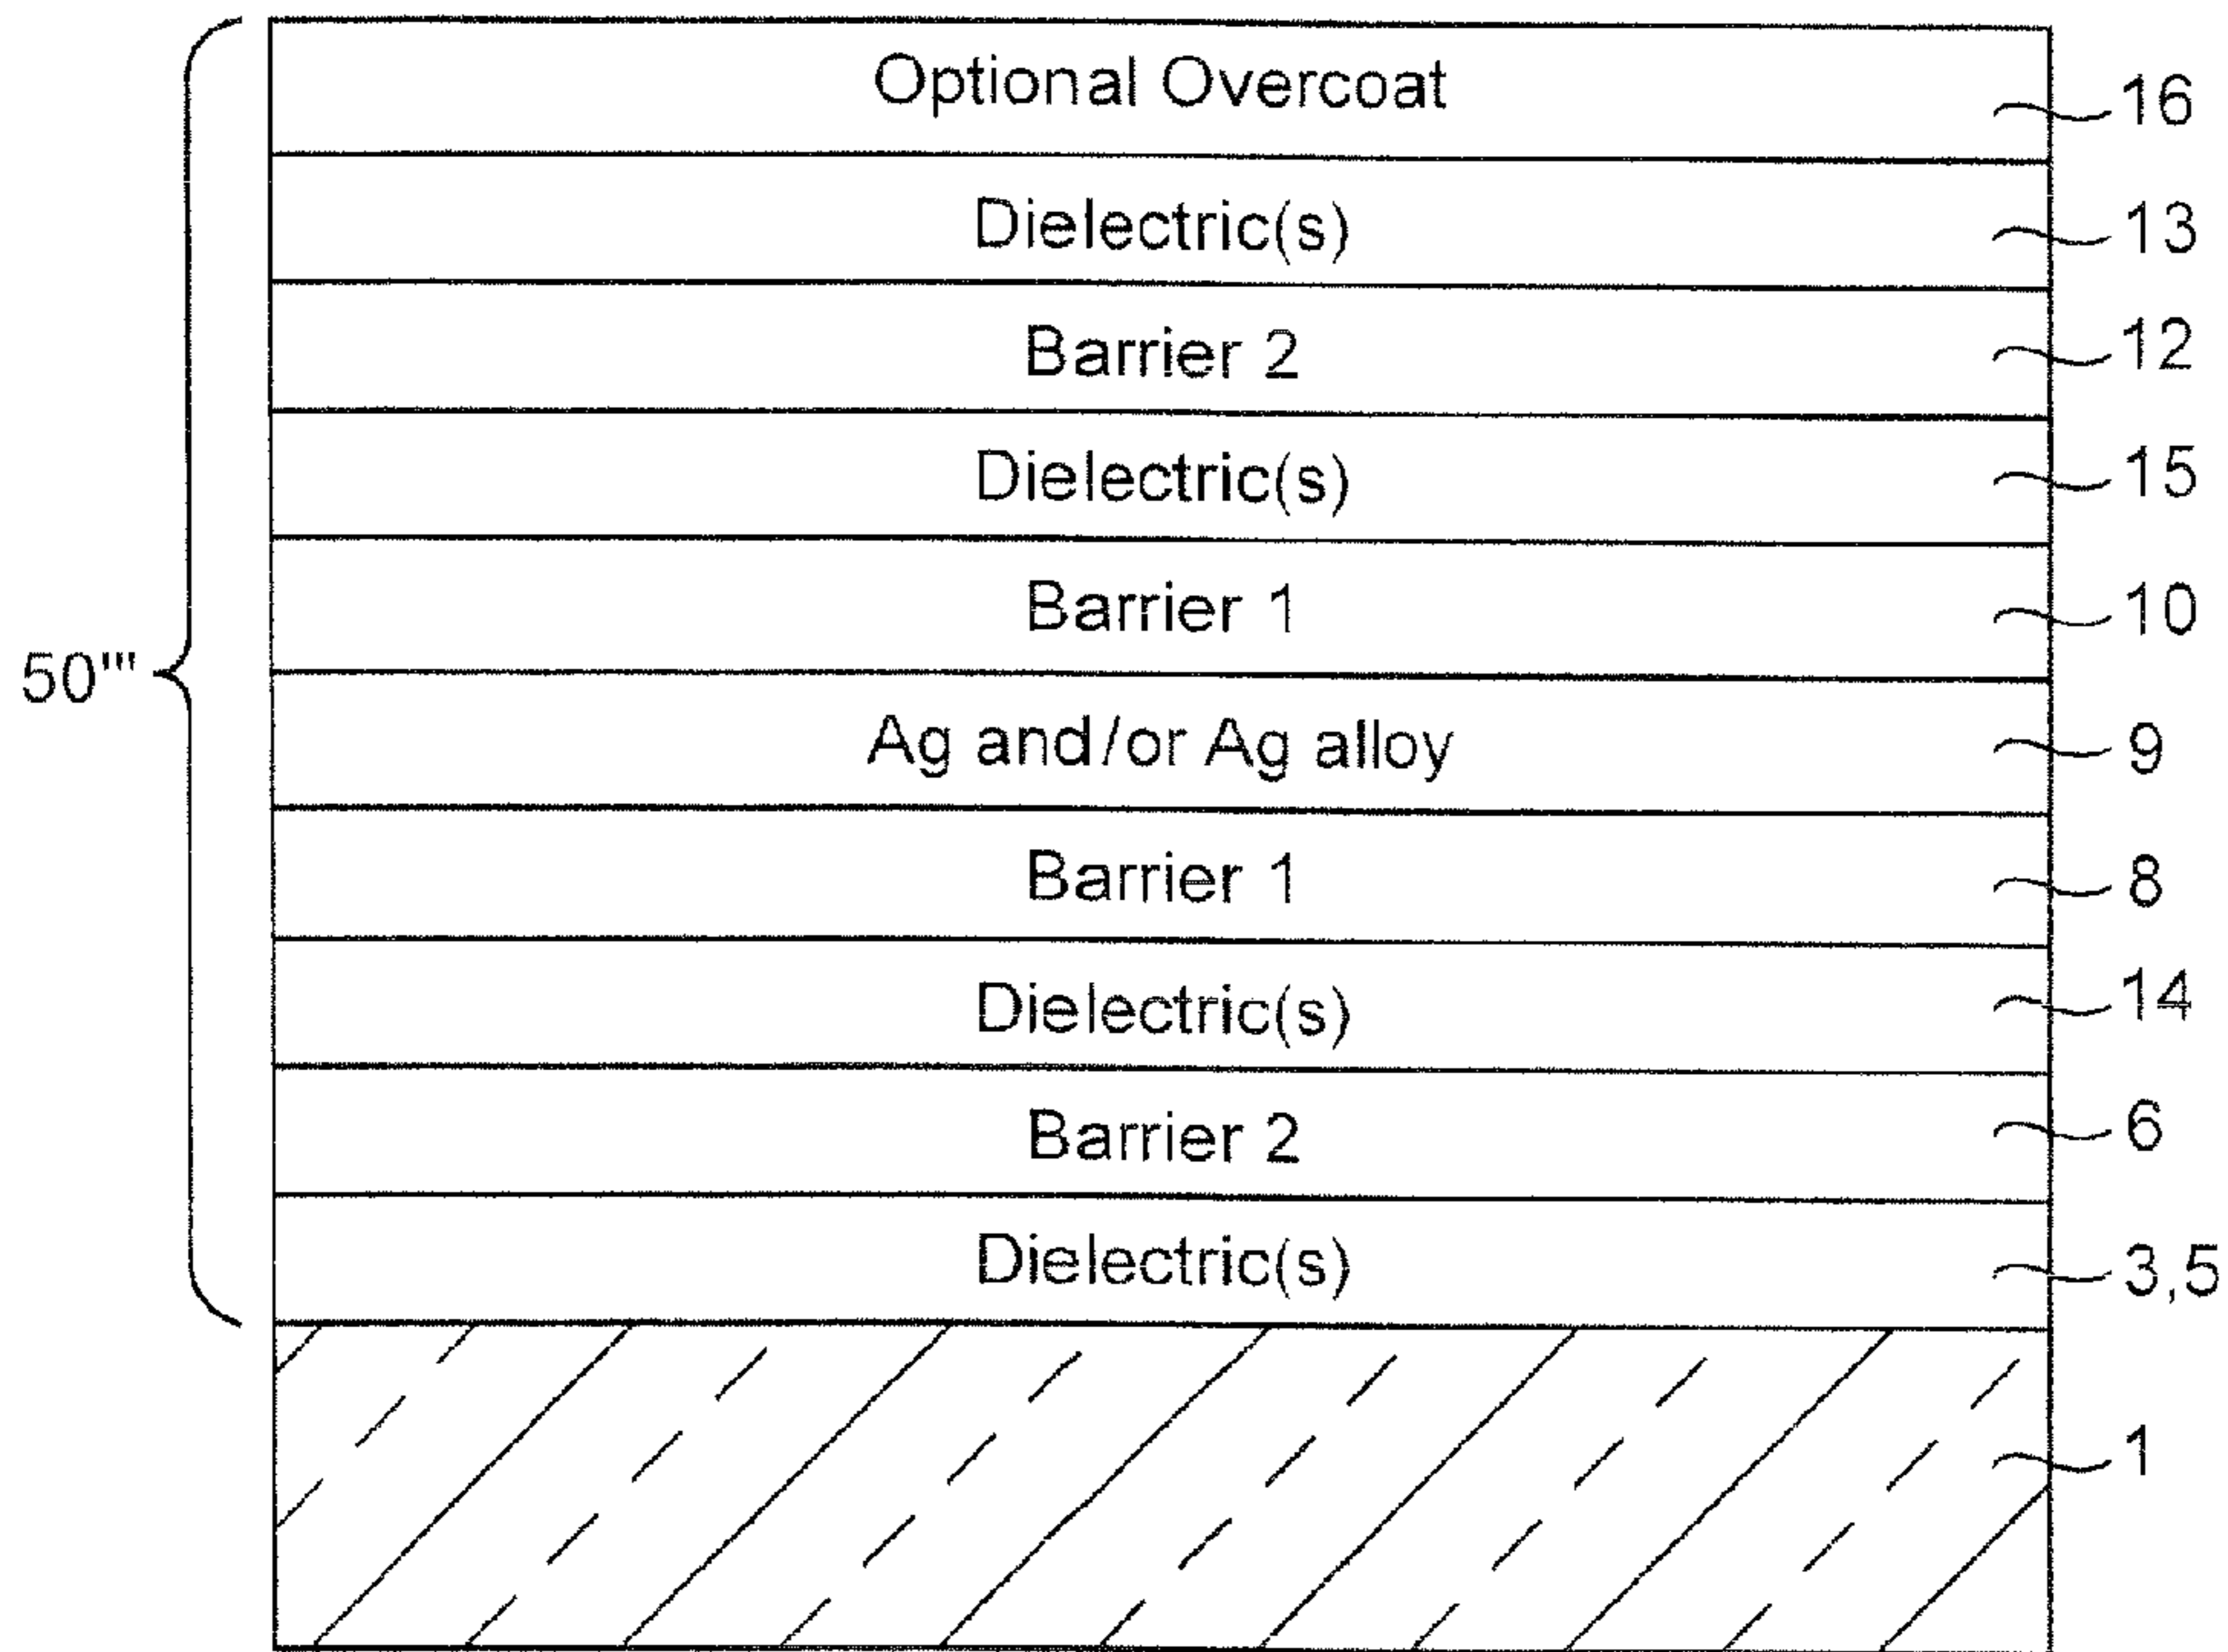 Optional Overcoat 16
Dielectric(s) 13
Barrier 2 12
Dielectric(s) 15
Barrier 1 10
50'''
Ag and/or Ag alloy 9
Barrier 1 8
Dielectric(s) 14
Barrier 2 6
Dielectric(s) 3,5
1